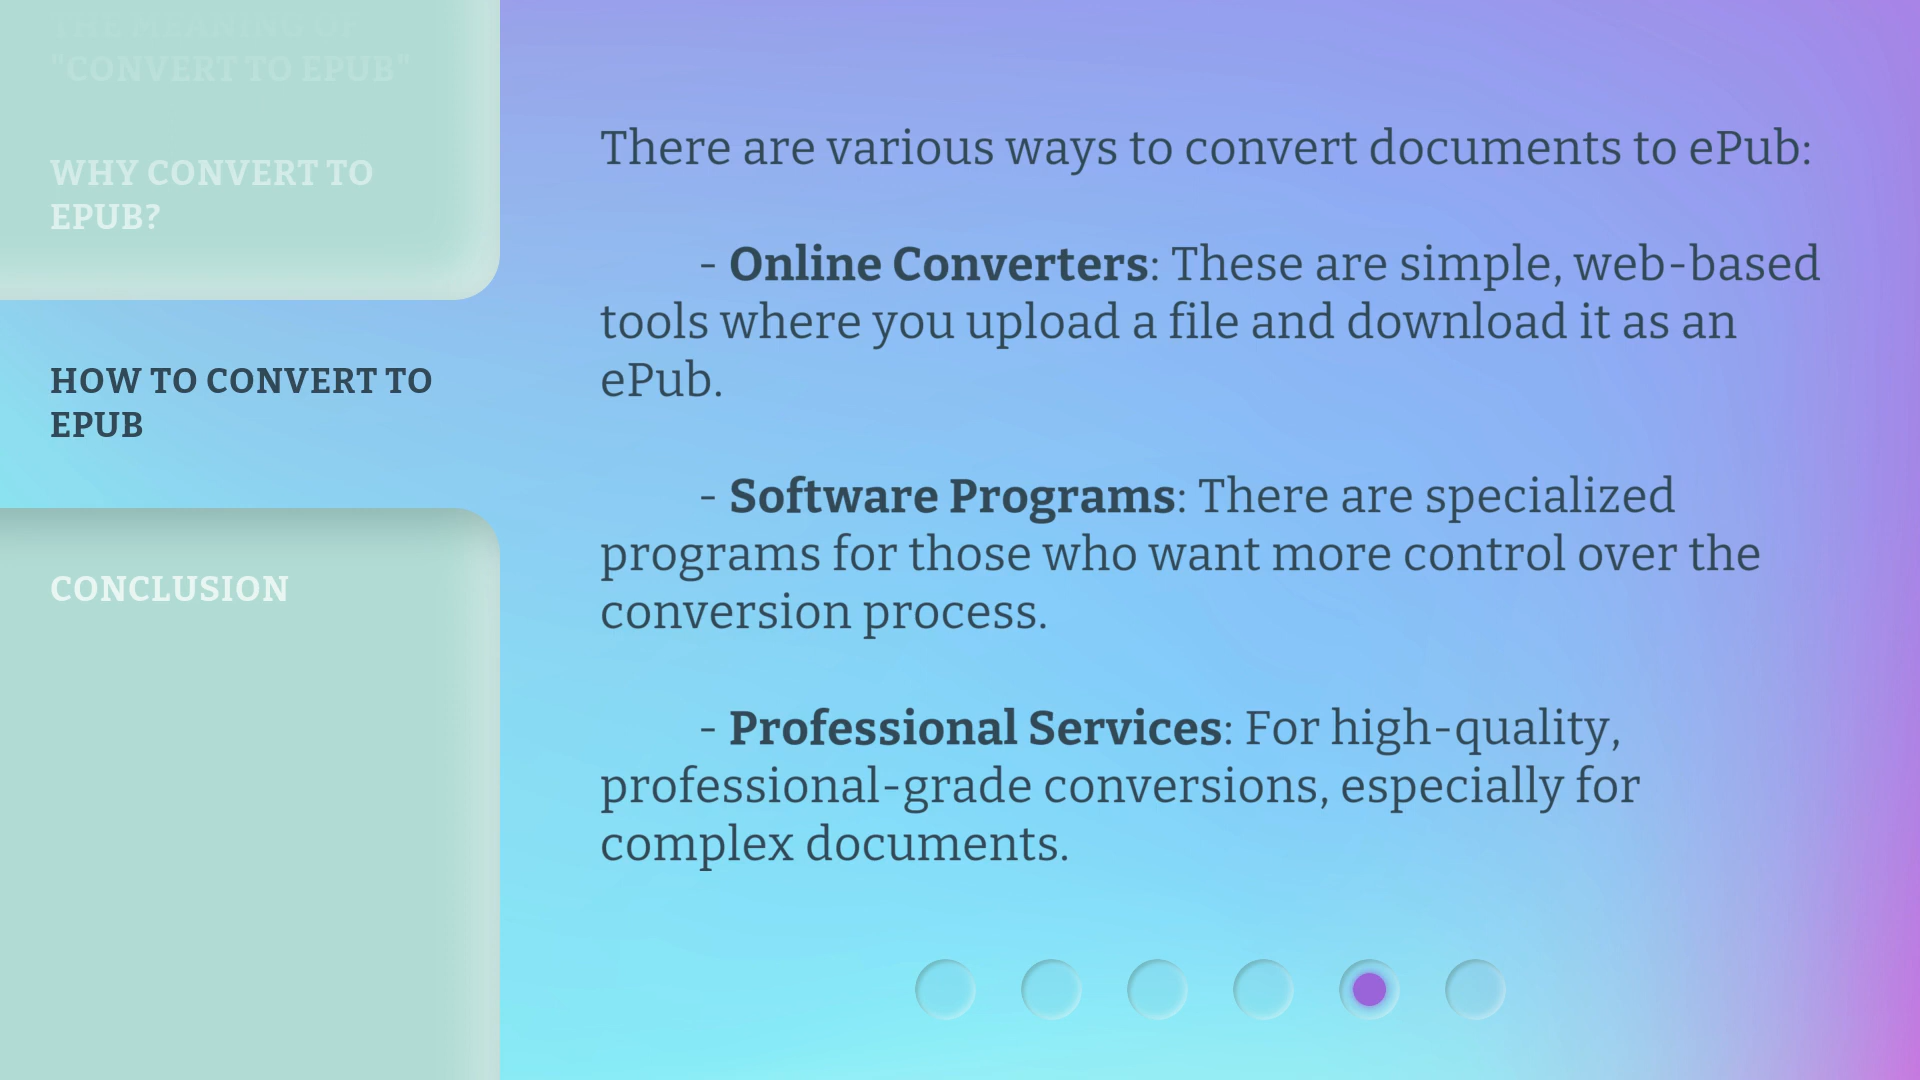 THE MEANING OF
"CONVERT TO EPUB"
WHY CONVERT TO
EPUB?
HOW TO CONVERT TO
EPUB
CONCLUSION
There are various ways to convert documents to ePub:
- Online Converters: These are simple, web-based
tools where you upload a file and download it as an
ePub.
- Software Programs: There are specialized
programs for those who want more control over the
conversion process.
- Professional Services: For high-quality,
professional-grade conversions, especially for
complex documents.